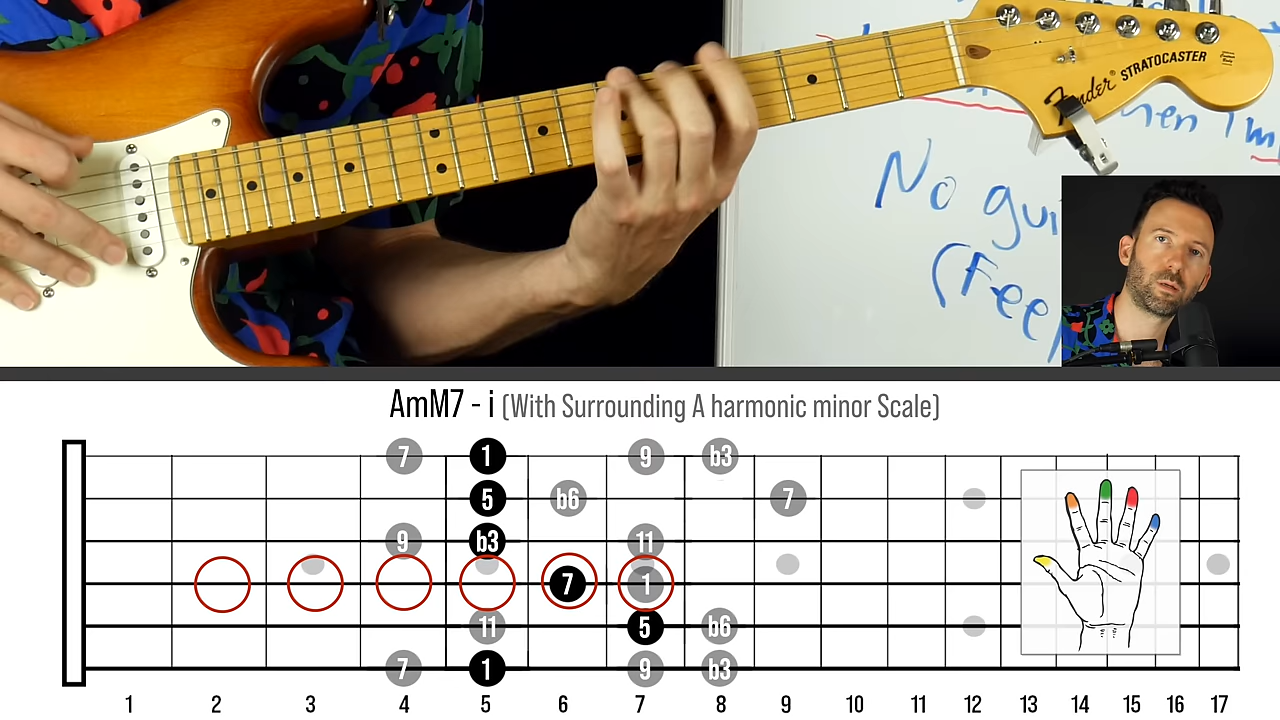 Fender STRATOCASTER
No
AmM7 - i (With Surrounding A harmonic minor Scale)
7 1 9 b3
5 b6 7
9 b3 11
7 1
11 5 b6
7 1 9 b3
1 2 3 4 5 6 7 8 9 10 11 12 13 14 15 16 17